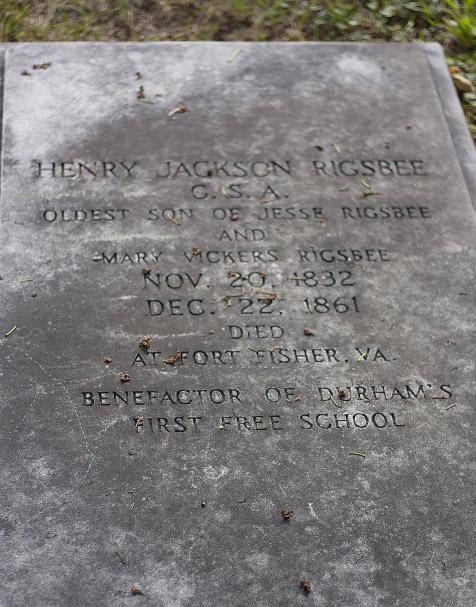 HENRY JACKSON RIGSBEE
C.S.A.
OLDEST SON OF JESSE RIGSBEE
AND
MARY VICKERS RIGSBEE
NOV. 20, 1832
DEC. 22, 1861
DIED
AT FORT FISHER, VA.
BENEFACTOR OF DURHAM'S
FIRST FREE SCHOOL